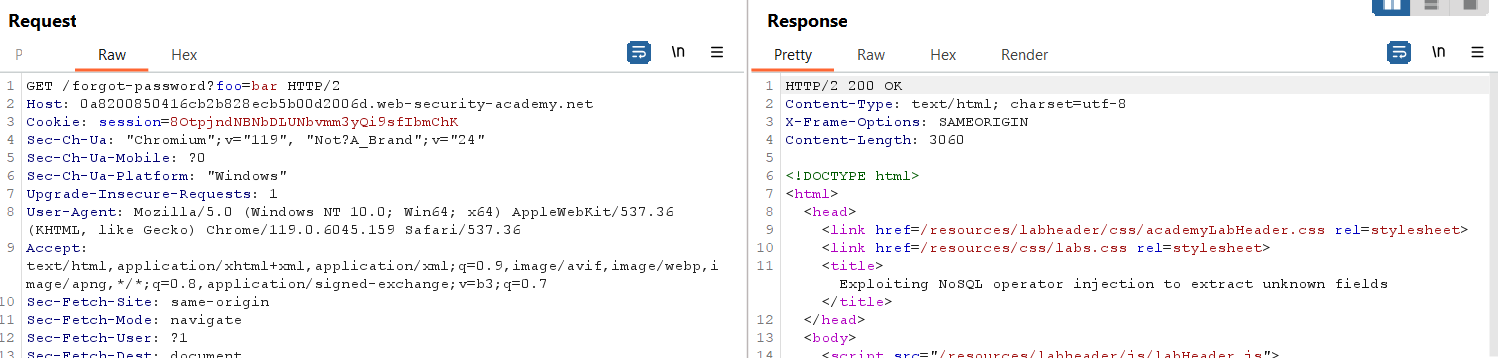 Request
P Raw Hex
\n
1 GET /forgot-password?foo=bar HTTP/2
2 Host: 0a8200850416cb2b828ecb5b00d2006d.web-security-academy.net
3 Cookie: session=8OtpjndNBNbDLUNbvmm3yQi9sfIbmChK
4 Sec-Ch-Ua: "Chromium";v="119", "Not?A_Brand";v="24"
5 Sec-Ch-Ua-Mobile: ?0
6 Sec-Ch-Ua-Platform: "Windows"
7 Upgrade-Insecure-Requests: 1
8 User-Agent: Mozilla/5.0 (Windows NT 10.0; Win64; x64) AppleWebKit/537.36
(KHTML, like Gecko) Chrome/119.0.6045.159 Safari/537.36
9 Accept:
text/html,application/xhtml+xml,application/xml;q=0.9,image/avif,image/webp,i
mage/apng,*/*;q=0.8,application/signed-exchange;v=b3;q=0.7
10 Sec-Fetch-Site: same-origin
11 Sec-Fetch-Mode: navigate
12 Sec-Fetch-User: ?1
13 Sec-Fetch-Dest: document
Response
Pretty Raw Hex Render
\n
1 HTTP/2 200 OK
2 Content-Type: text/html; charset=utf-8
3 X-Frame-Options: SAMEORIGIN
4 Content-Length: 3060
5
6 <!DOCTYPE html>
7 <html>
8 <head>
9 <link href=/resources/labheader/css/academyLabHeader.css rel=stylesheet>
10 <link href=/resources/css/labs.css rel=stylesheet>
11 <title>
Exploiting NoSQL operator injection to extract unknown fields
</title>
12 </head>
13 <body>
14 <script src="/resources/labheader/js/labHeader.js">